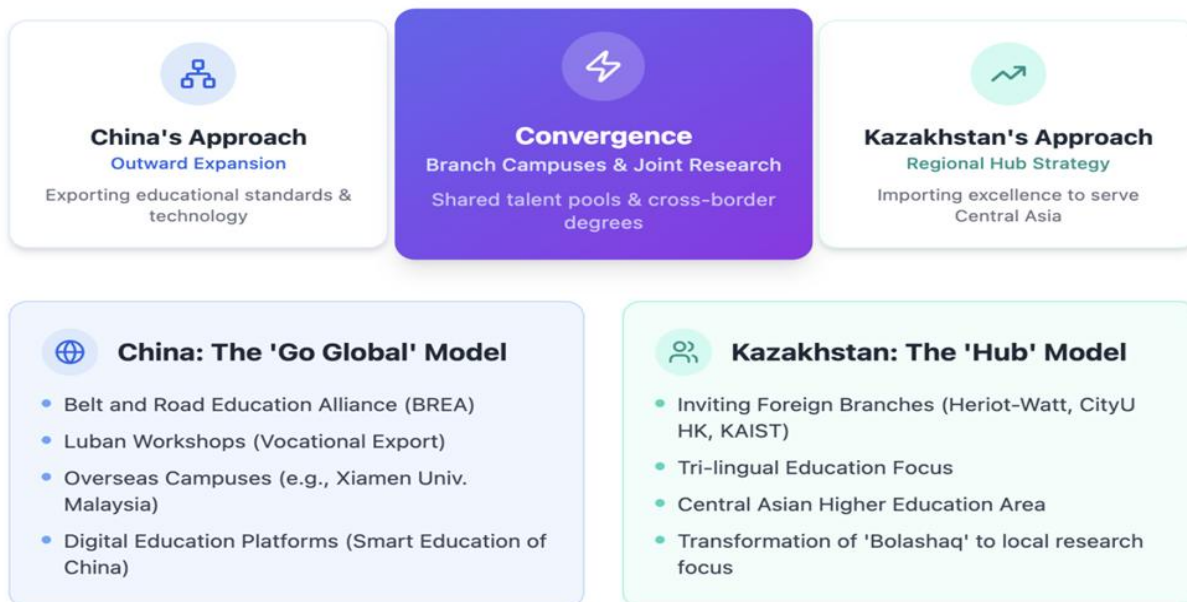 China's Approach
Outward Expansion
Exporting educational standards &
technology
Convergence
Branch Campuses & Joint Research
Shared talent pools & cross-border
degrees
Kazakhstan's Approach
Regional Hub Strategy
Importing excellence to serve
Central Asia
China: The 'Go Global' Model
• Belt and Road Education Alliance (BREA)
• Luban Workshops (Vocational Export)
• Overseas Campuses (e.g., Xiamen Univ.
Malaysia)
• Digital Education Platforms (Smart Education of
China)
Kazakhstan: The 'Hub' Model
• Inviting Foreign Branches (Heriot-Watt, CityU
HK, KAIST)
• Tri-lingual Education Focus
• Central Asian Higher Education Area
• Transformation of 'Bolashaq' to local research
focus